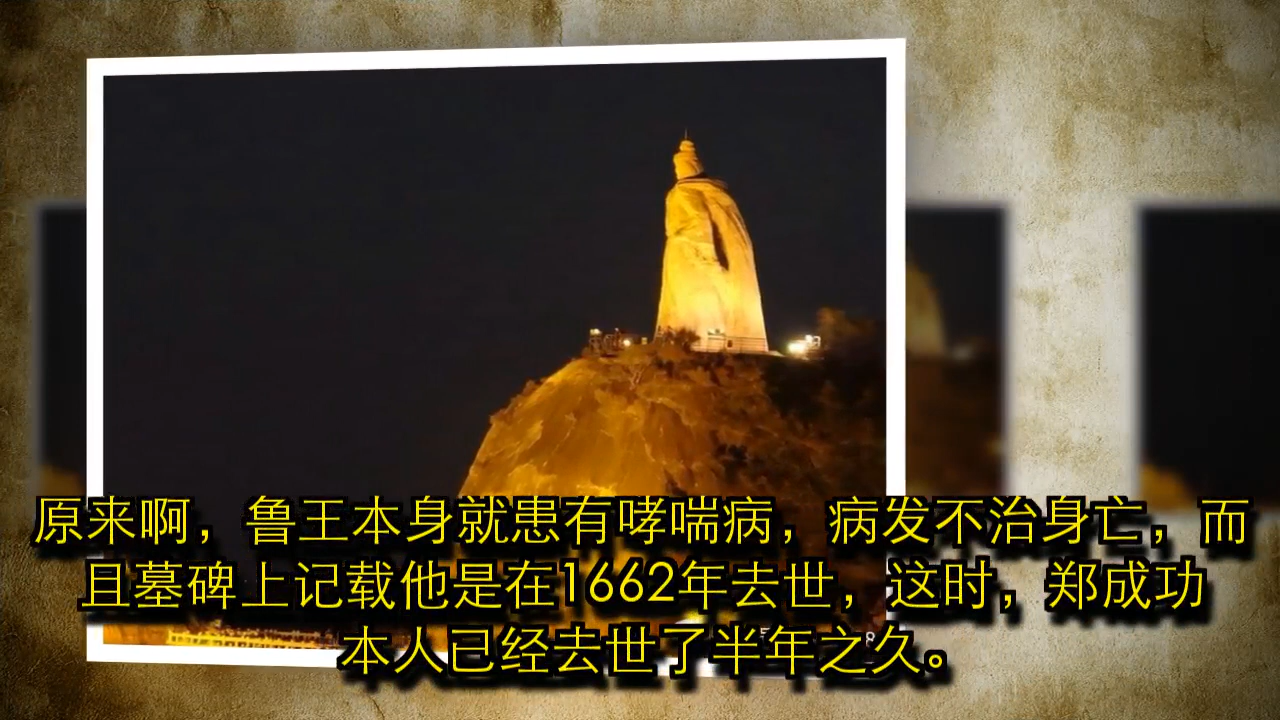 原来啊，鲁王本身就患有哮喘病，病发不治身亡，而
且墓碑上记载他是在1662年去世，这时，郑成功
本人已经去世了半年之久。